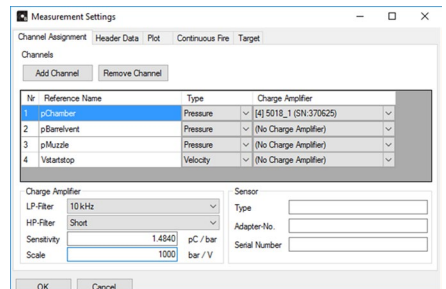 Measurement Settings
Channel Assignment Header Data Plot Continuous Fire Target
Channels
Add Channel Remove Channel
Nr Reference Name Type Charge Amplifier
1 pChamber Pressure [4] 5018_1 (SN:370625)
2 pBarrelvent Pressure (No Charge Amplifier)
3 pMuzzle Pressure (No Charge Amplifier)
4 Vstartstop Velocity (No Charge Amplifier)
Charge Amplifier Sensor
LP-Filter 10 kHz Type
HP-Filter Short Adapter-No.
Sensitivity 1.4840 pC / bar Serial Number
Scale 1000 bar / V
OK Cancel